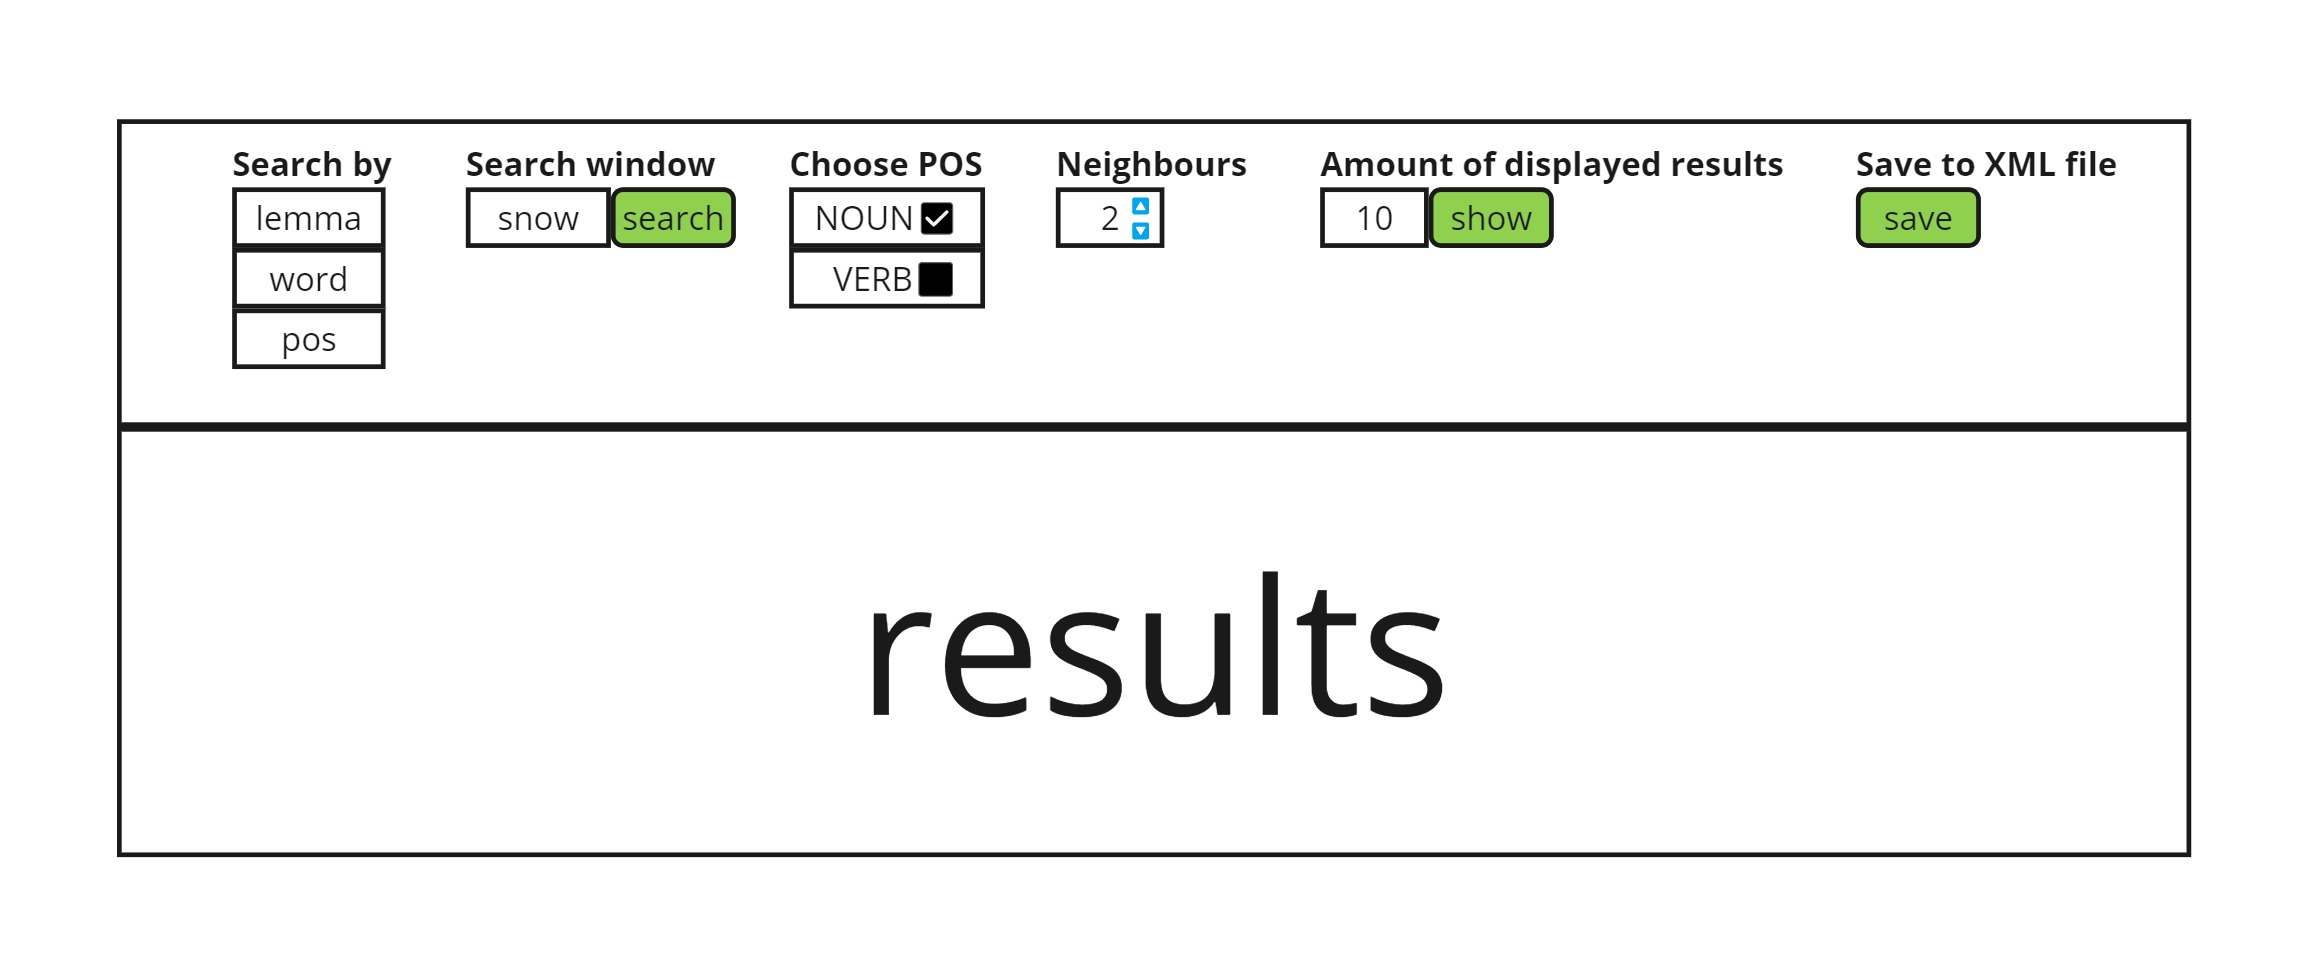 Search by
lemma
word
pos
Search window
snow search
Choose POS
NOUN
VERB
Neighbours
2
Amount of displayed results
10 show
Save to XML file
save
results